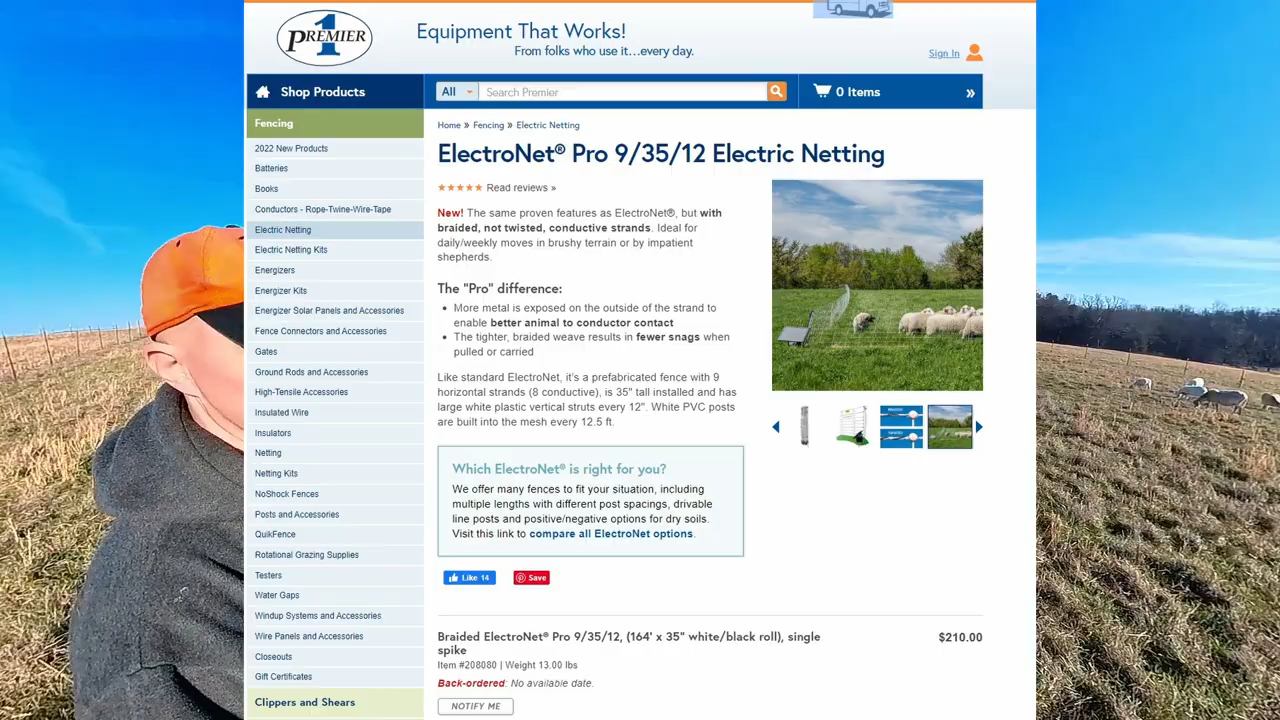 PREMIER 1
Equipment That Works!
From folks who use it...every day.
Sign In
Shop Products
All
Search Premier
0 Items
»
Fencing
2022 New Products
Batteries
Books
Conductors - Rope-Twine-Wire-Tape
Electric Netting
Electric Netting Kits
Energizers
Energizer Kits
Energizer Solar Panels and Accessories
Fence Connectors and Accessories
Gates
Ground Rods and Accessories
High-Tensile Accessories
Insulated Wire
Insulators
Netting
Netting Kits
NoShock Fences
Posts and Accessories
QuikFence
Rotational Grazing Supplies
Testers
Water Gaps
Windup Systems and Accessories
Wire Panels and Accessories
Closeouts
Gift Certificates
Clippers and Shears
Home » Fencing » Electric Netting
ElectroNet® Pro 9/35/12 Electric Netting
Read reviews »
New! The same proven features as ElectroNet®, but with
braided, not twisted, conductive strands. Ideal for
daily/weekly moves in brushy terrain or by impatient
shepherds.
The "Pro" difference:
• More metal is exposed on the outside of the strand to
enable better animal to conductor contact
• The tighter, braided weave results in fewer snags when
pulled or carried
Like standard ElectroNet, it's a prefabricated fence with 9
horizontal strands (8 conductive), is 35" tall installed and has
large white plastic vertical struts every 12". White PVC posts
are built into the mesh every 12.5 ft.
Which ElectroNet® is right for you?
We offer many fences to fit your situation, including
multiple lengths with different post spacings, drivable
line posts and positive/negative options for dry soils.
Visit this link to compare all ElectroNet options.
Like 14
Save
Braided ElectroNet® Pro 9/35/12, (164' x 35" white/black roll), single
spike
$210.00
Item #208080 | Weight 13.00 lbs
Back-ordered: No available date.
NOTIFY ME